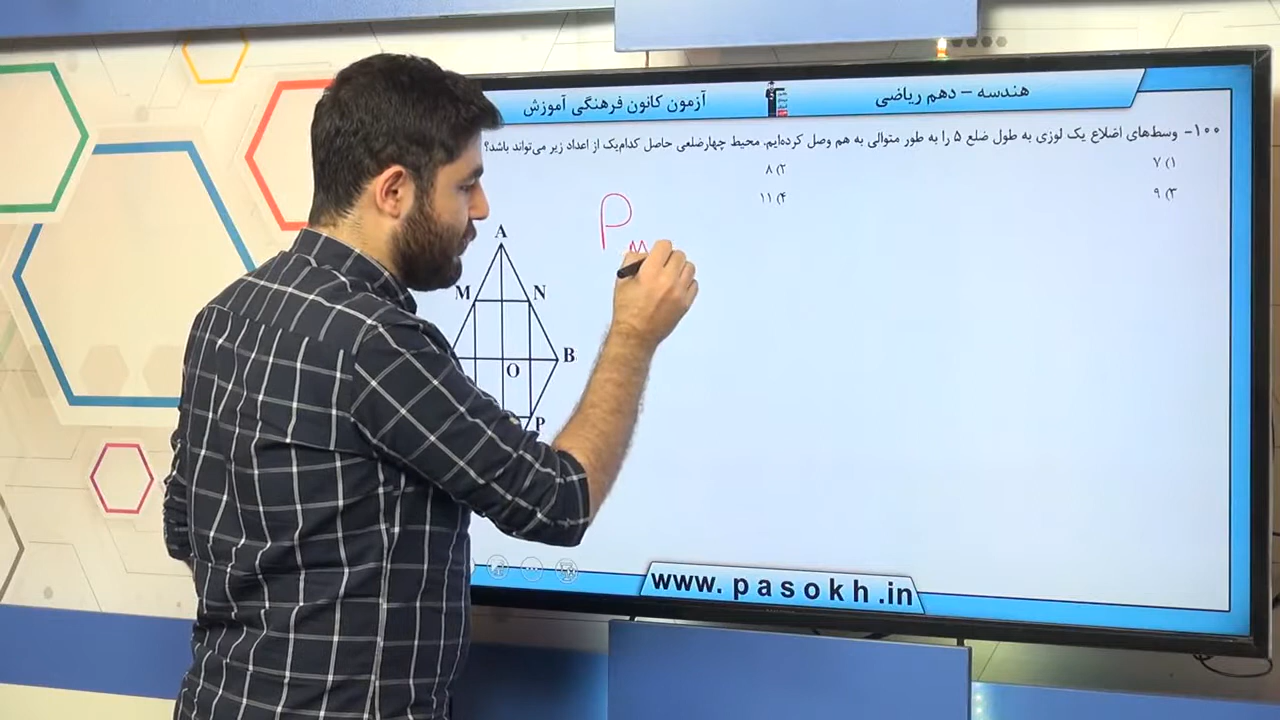 هندسه – دهم ریاضی
آزمون کانون فرهنگی آموزش
۱۰۰- وسط‌های اضلاع یک لوزی به طول ضلع ۵ را به طور متوالی به هم وصل کرده‌ایم. محیط چهارضلعی حاصل کدام‌یک از اعداد زیر می‌تواند باشد؟
۱) ۷
۲) ۸
۳) ۹
۴) ۱۱
P
M
A
M
N
O
B
P
www.pasokh.in